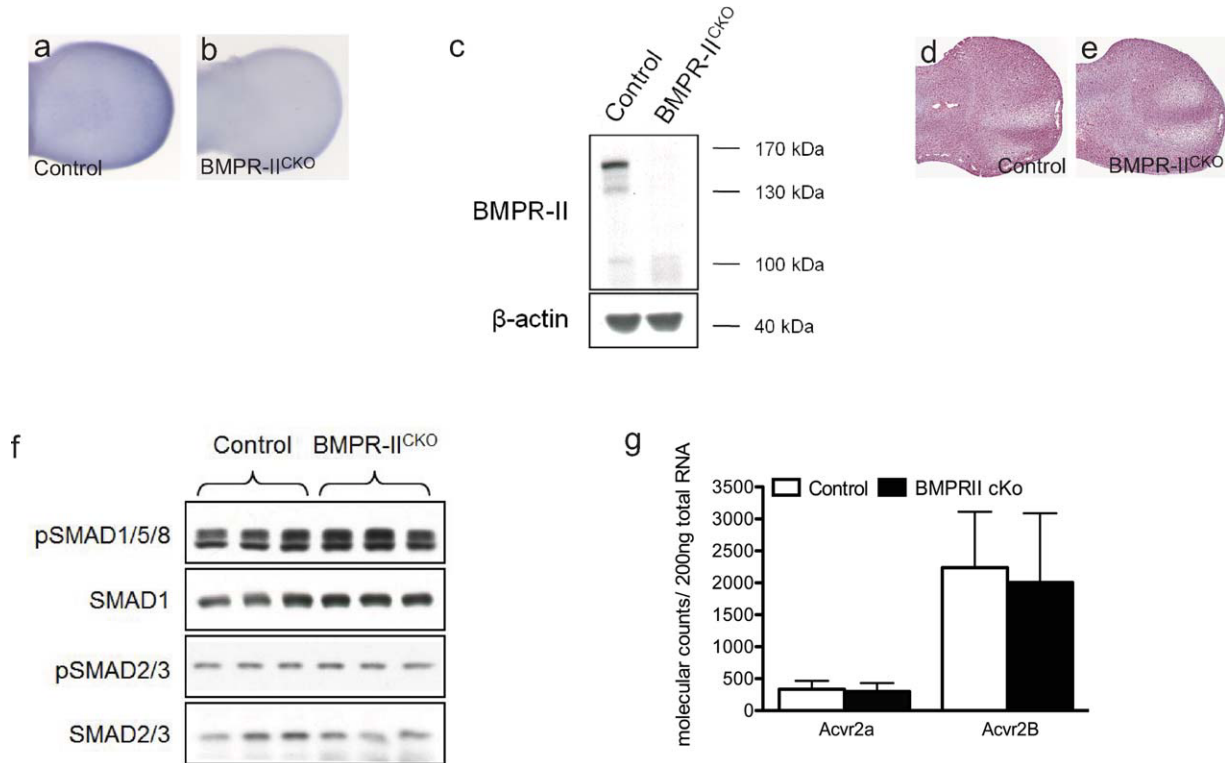 a
Control
b
BMPR-II^CKO
c
Control
BMPR-II^CKO
BMPR-II
170 kDa
130 kDa
100 kDa
β-actin
40 kDa
d
Control
e
BMPR-II^CKO
f
Control
BMPR-II^CKO
pSMAD1/5/8
SMAD1
pSMAD2/3
SMAD2/3
g
Control
BMPRII cKo
molecular counts/ 200ng total RNA
3500
3000
2500
2000
1500
1000
500
0
Acvr2a
Acvr2B